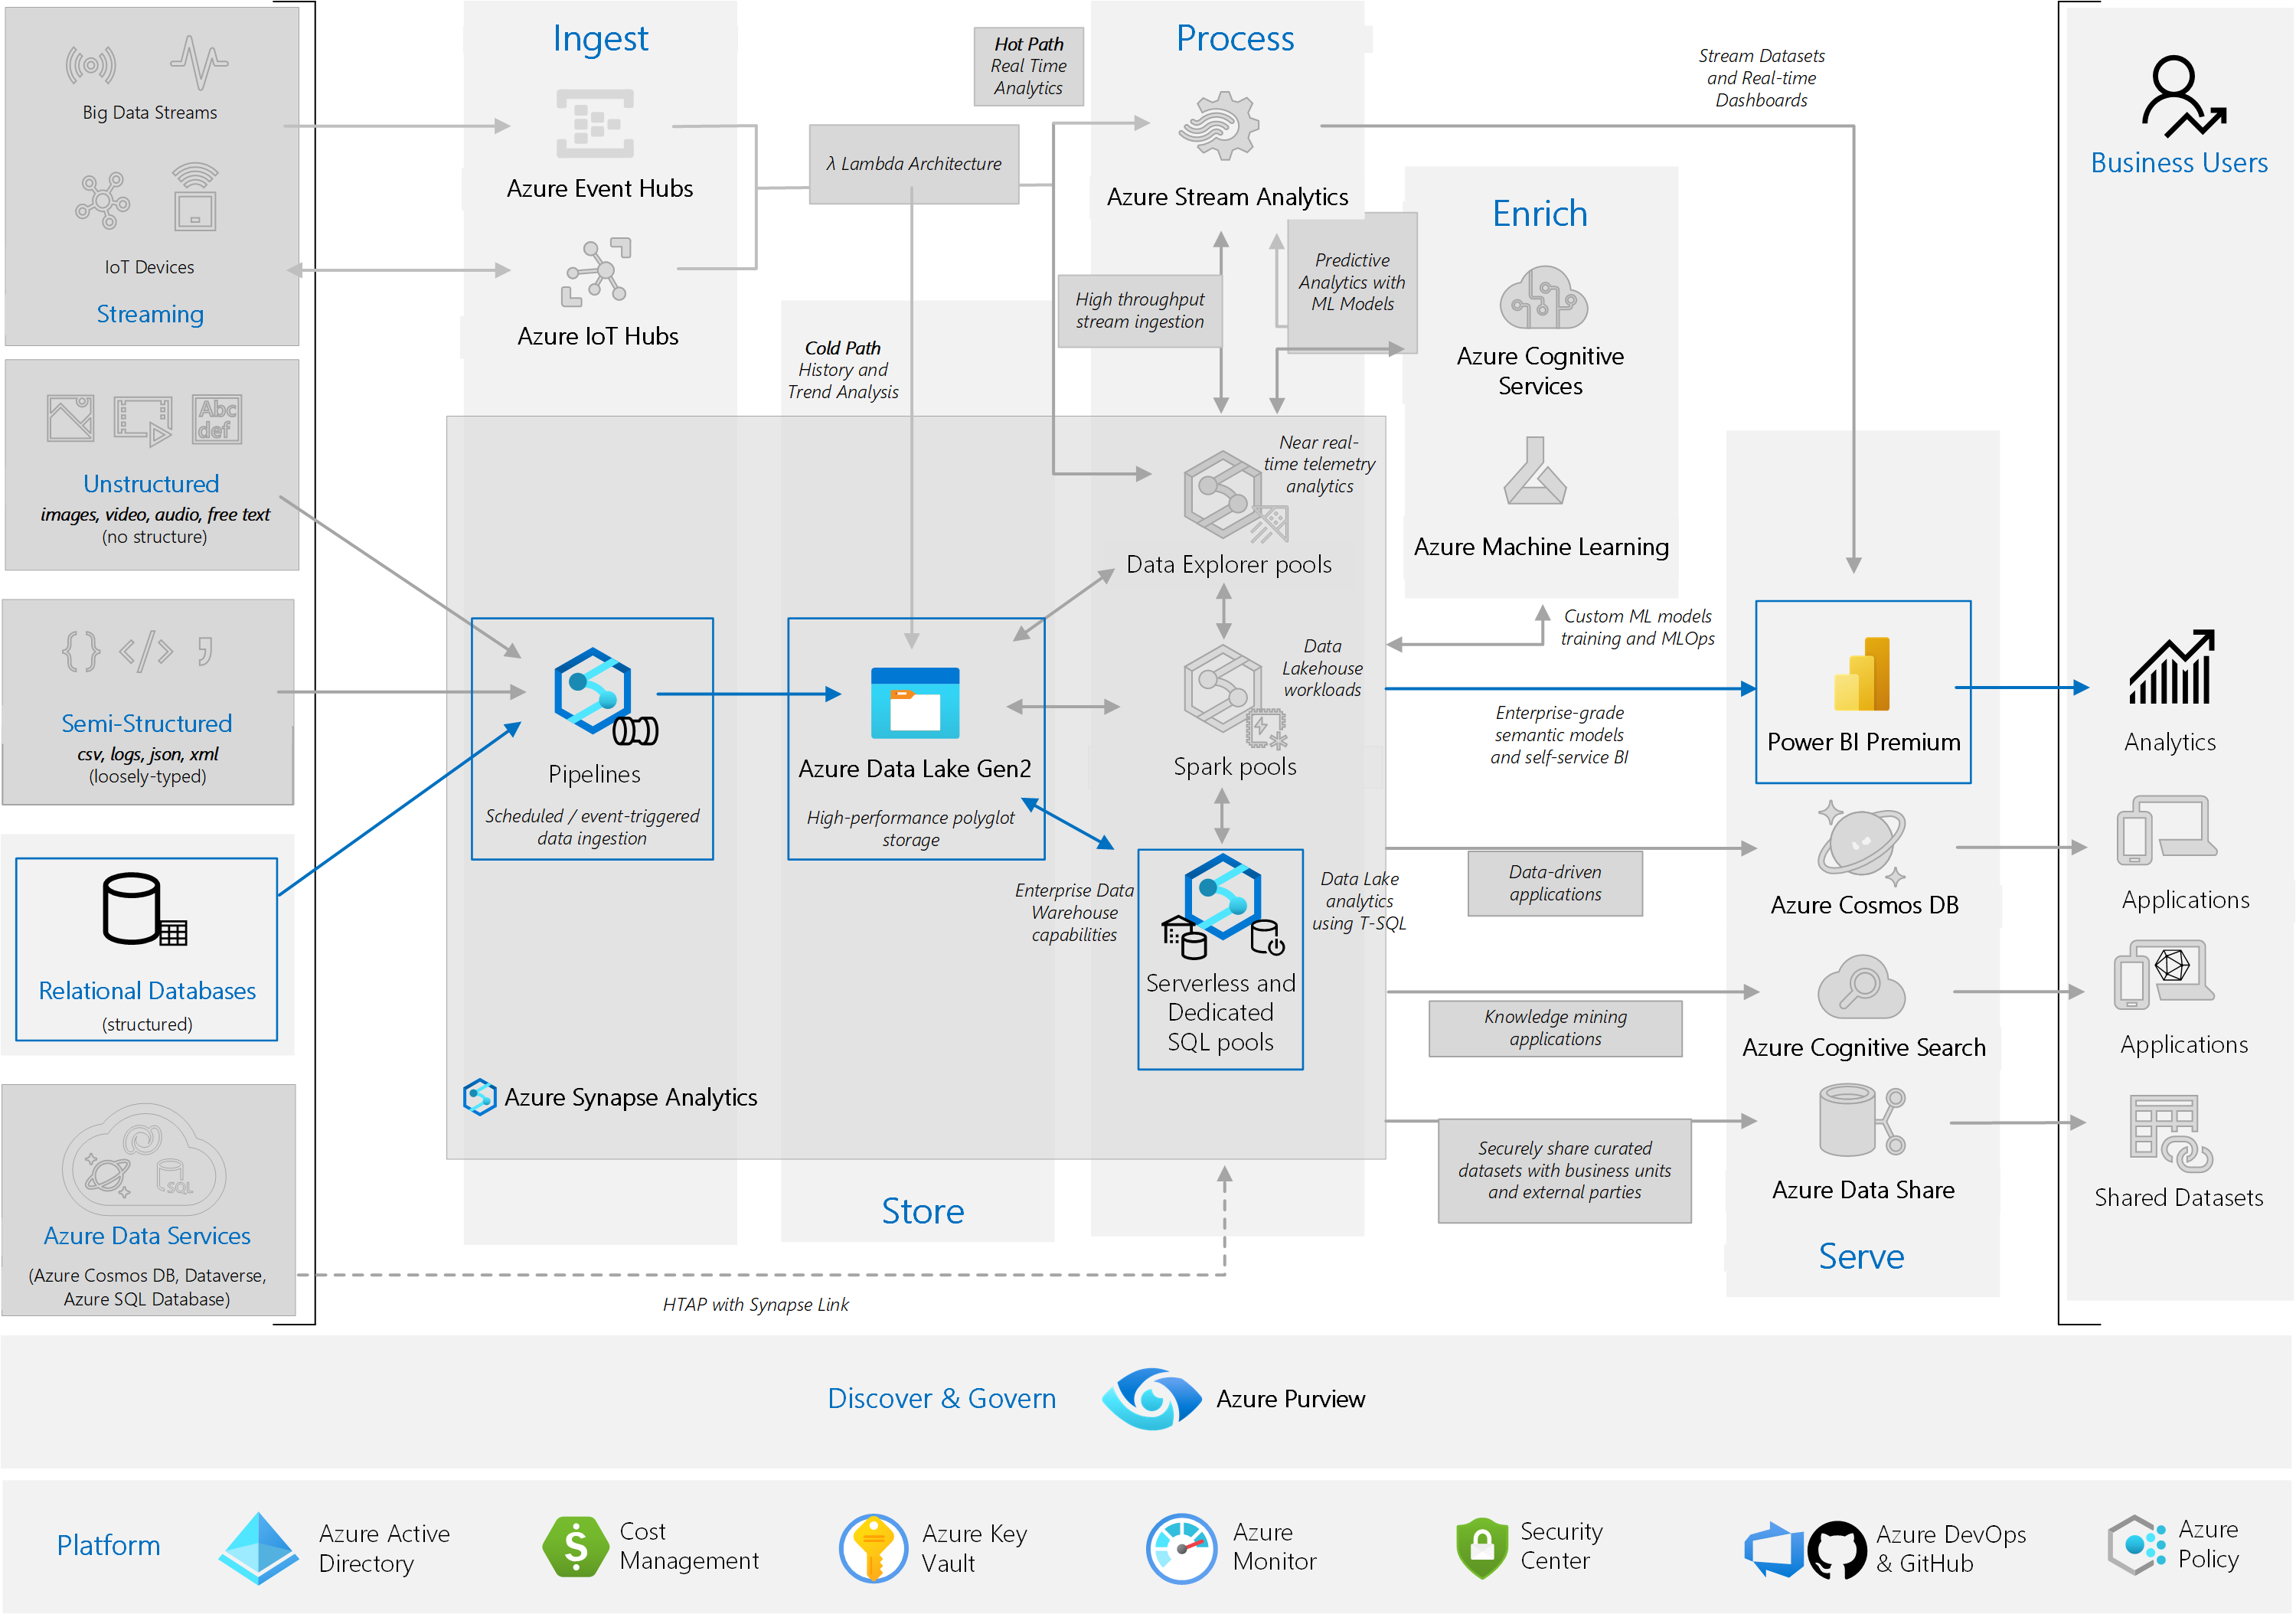 Big Data Streams
IoT Devices
Streaming
Abc
def
Unstructured
images, video, audio, free text
(no structure)
{} </> ,
Semi-Structured
csv, logs, json, xml
(loosely-typed)
Relational Databases
(structured)
SQL
Azure Data Services
(Azure Cosmos DB, Dataverse,
Azure SQL Database)
Ingest
Azure Event Hubs
Azure IoT Hubs
λ Lambda Architecture
Hot Path
Real Time
Analytics
Cold Path
History and
Trend Analysis
Process
Azure Stream Analytics
High throughput
stream ingestion
Predictive
Analytics with
ML Models
Stream Datasets
and Real-time
Dashboards
Enrich
Azure Cognitive
Services
Azure Machine Learning
Custom ML models
training and MLOps
Near real-
time telemetry
analytics
Data Explorer pools
Data
Lakehouse
workloads
Spark pools
Pipelines
Scheduled / event-triggered
data ingestion
Azure Data Lake Gen2
High-performance polyglot
storage
Enterprise Data
Warehouse
capabilities
Data Lake
analytics
using T-SQL
Serverless and
Dedicated
SQL pools
Azure Synapse Analytics
Store
HTAP with Synapse Link
Enterprise-grade
semantic models
and self-service BI
Data-driven
applications
Knowledge mining
applications
Securely share curated
datasets with business units
and external parties
Power BI Premium
Azure Cosmos DB
Azure Cognitive Search
Azure Data Share
Serve
Business Users
Analytics
Applications
Applications
Shared Datasets
Discover & Govern
Azure Purview
Platform
Azure Active
Directory
Cost
Management
Azure Key
Vault
Azure
Monitor
Security
Center
Azure DevOps
& GitHub
Azure
Policy